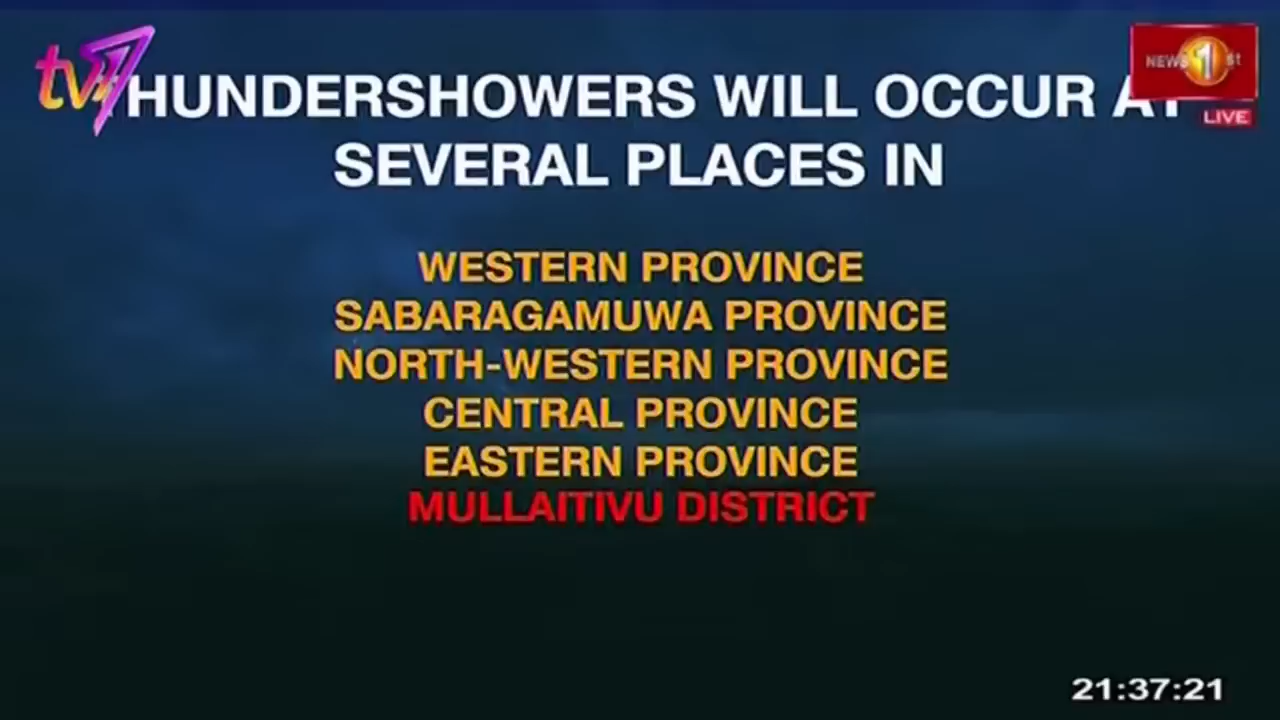 tv1
NEWS 1st
LIVE
THUNDERSHOWERS WILL OCCUR AT
SEVERAL PLACES IN
WESTERN PROVINCE
SABARAGAMUWA PROVINCE
NORTH-WESTERN PROVINCE
CENTRAL PROVINCE
EASTERN PROVINCE
MULLAITIVU DISTRICT
21:37:21